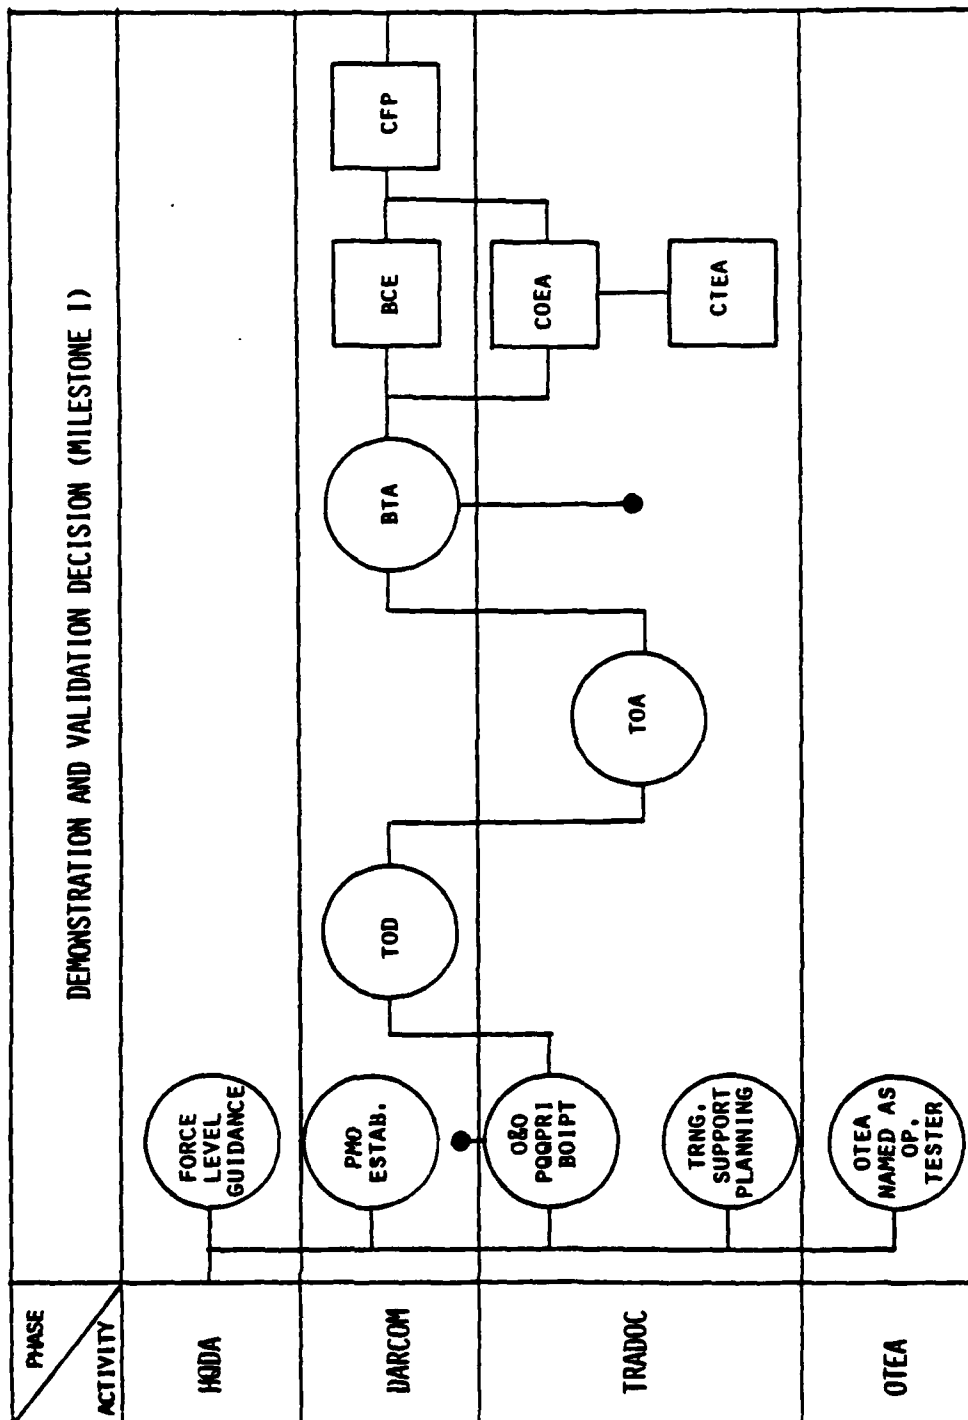 PHASE
ACTIVITY
DEMONSTRATION AND VALIDATION DECISION (MILESTONE I)
HQDA
FORCE
LEVEL
GUIDANCE
DARCOM
PMO
ESTAB.
TOD
BTA
BCE
CFP
TRADOC
O&O
PQQPRI
BOIPT
TRNG.
SUPPORT
PLANNING
TOA
COEA
CTEA
OTEA
OTEA
NAMED AS
OP.
TESTER